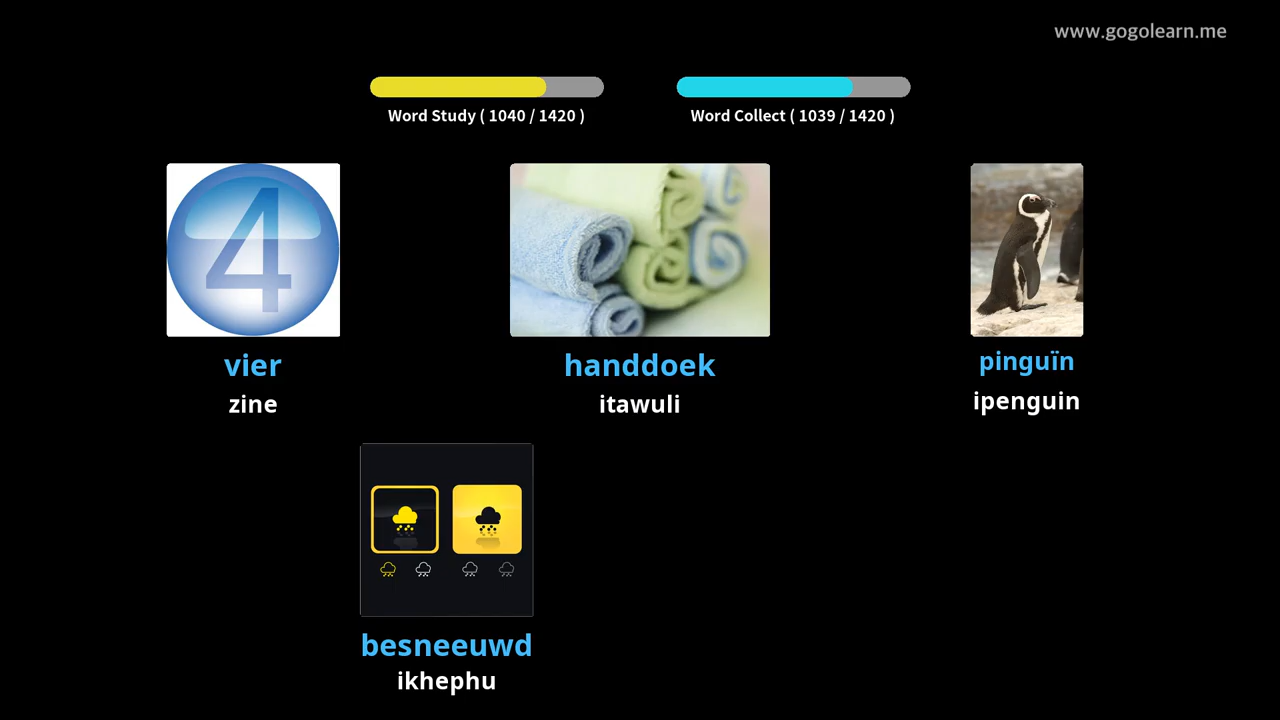 www.gogolearn.me
Word Study ( 1040 / 1420 )
Word Collect ( 1039 / 1420 )
4
vier
zine
handdoek
itawuli
pinguïn
ipenguin
besneeuwd
ikhephu